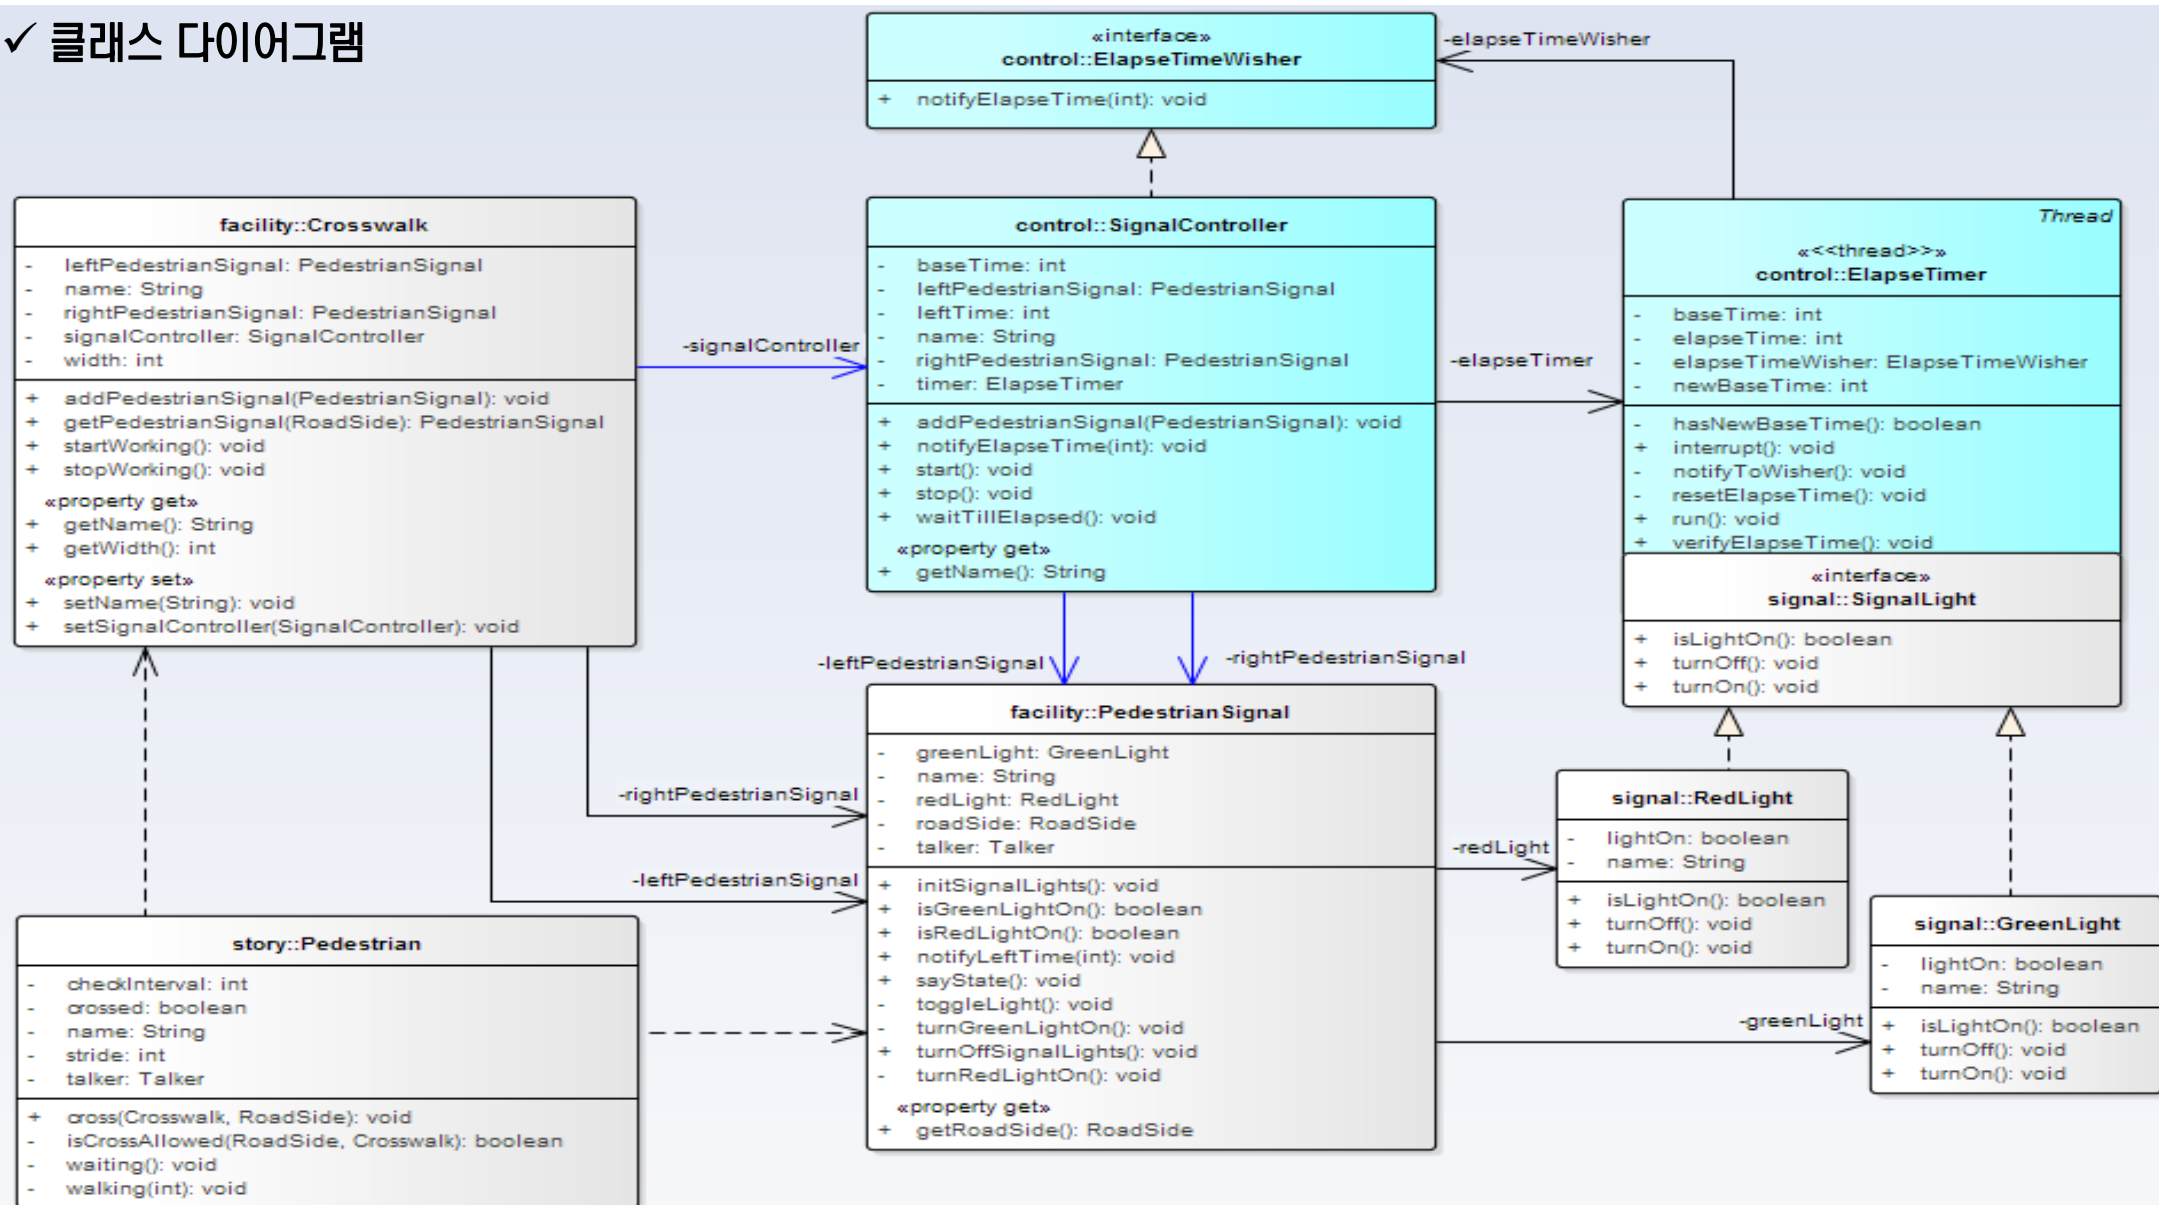 ✓ 클래스 다이어그램
«interface»
control::ElapseTimeWisher
+ notifyElapseTime(int): void
-elapseTimeWisher
facility::Crosswalk
- leftPedestrianSignal: PedestrianSignal
- name: String
- rightPedestrianSignal: PedestrianSignal
- signalController: SignalController
- width: int
+ addPedestrianSignal(PedestrianSignal): void
+ getPedestrianSignal(RoadSide): PedestrianSignal
+ startWorking(): void
+ stopWorking(): void
«property get»
+ getName(): String
+ getWidth(): int
«property set»
+ setName(String): void
+ setSignalController(SignalController): void
-signalController
control::SignalController
- baseTime: int
- leftPedestrianSignal: PedestrianSignal
- leftTime: int
- name: String
- rightPedestrianSignal: PedestrianSignal
- timer: ElapseTimer
+ addPedestrianSignal(PedestrianSignal): void
+ notifyElapseTime(int): void
+ start(): void
+ stop(): void
+ waitTillElapsed(): void
«property get»
+ getName(): String
-elapseTimer
Thread
«<<thread>>»
control::ElapseTimer
- baseTime: int
- elapseTime: int
- elapseTimeWisher: ElapseTimeWisher
- newBaseTime: int
- hasNewBaseTime(): boolean
+ interrupt(): void
- notifyToWisher(): void
- resetElapseTime(): void
+ run(): void
+ verifyElapseTime(): void
«interface»
signal::SignalLight
+ isLightOn(): boolean
+ turnOff(): void
+ turnOn(): void
-leftPedestrianSignal
-rightPedestrianSignal
-rightPedestrianSignal
-leftPedestrianSignal
facility::PedestrianSignal
- greenLight: GreenLight
- name: String
- redLight: RedLight
- roadSide: RoadSide
- talker: Talker
+ initSignalLights(): void
+ isGreenLightOn(): boolean
+ isRedLightOn(): boolean
+ notifyLeftTime(int): void
+ sayState(): void
- toggleLight(): void
- turnGreenLightOn(): void
+ turnOffSignalLights(): void
- turnRedLightOn(): void
«property get»
+ getRoadSide(): RoadSide
-redLight
signal::RedLight
- lightOn: boolean
- name: String
+ isLightOn(): boolean
+ turnOff(): void
+ turnOn(): void
-greenLight
signal::GreenLight
- lightOn: boolean
- name: String
+ isLightOn(): boolean
+ turnOff(): void
+ turnOn(): void
story::Pedestrian
- checkInterval: int
- crossed: boolean
- name: String
- stride: int
- talker: Talker
+ cross(Crosswalk, RoadSide): void
- isCrossAllowed(RoadSide, Crosswalk): boolean
- waiting(): void
- walking(int): void